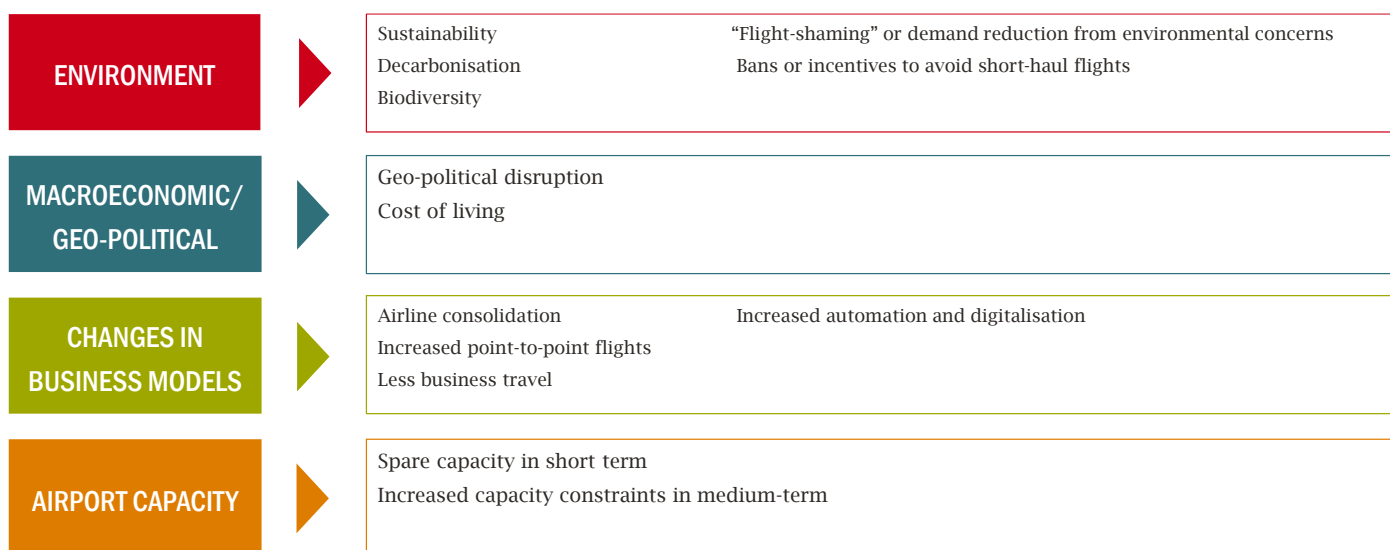 ENVIRONMENT
Sustainability
Decarbonisation
Biodiversity
“Flight-shaming” or demand reduction from environmental concerns
Bans or incentives to avoid short-haul flights
MACROECONOMIC/
GEO-POLITICAL
Geo-political disruption
Cost of living
CHANGES IN
BUSINESS MODELS
Airline consolidation
Increased point-to-point flights
Less business travel
Increased automation and digitalisation
AIRPORT CAPACITY
Spare capacity in short term
Increased capacity constraints in medium-term